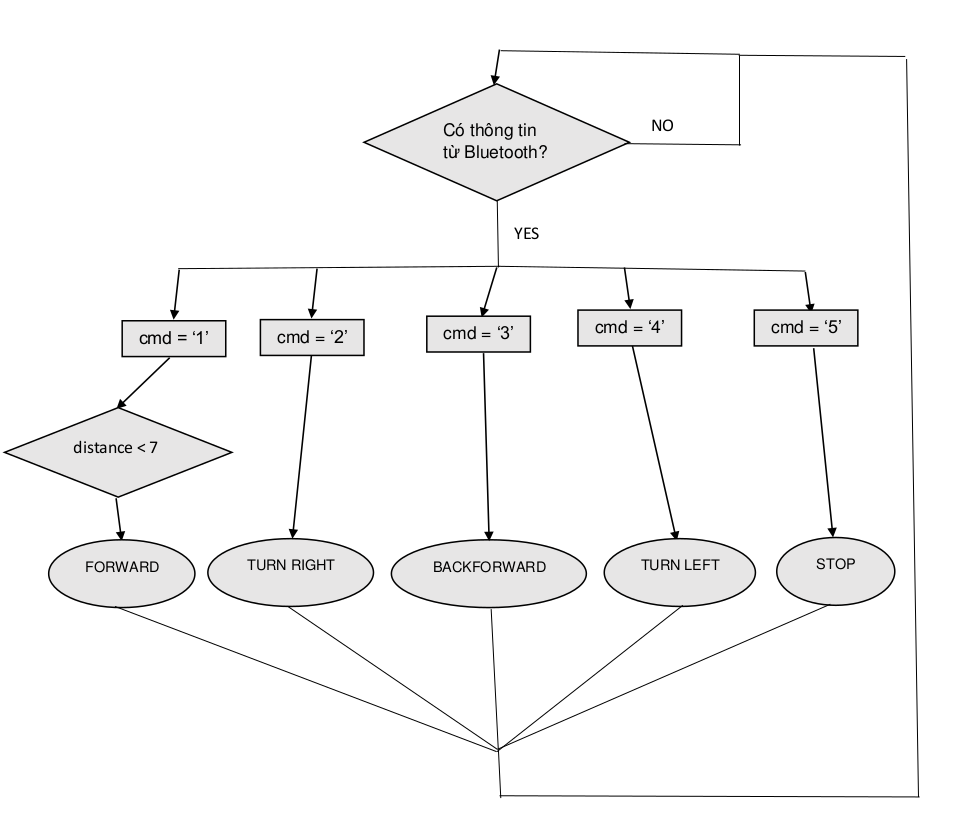 Có thông tin
từ Bluetooth?
NO
YES
cmd = ‘1’
cmd = ‘2’
cmd = ‘3’
cmd = ‘4’
cmd = ‘5’
distance < 7
FORWARD
TURN RIGHT
BACKFORWARD
TURN LEFT
STOP